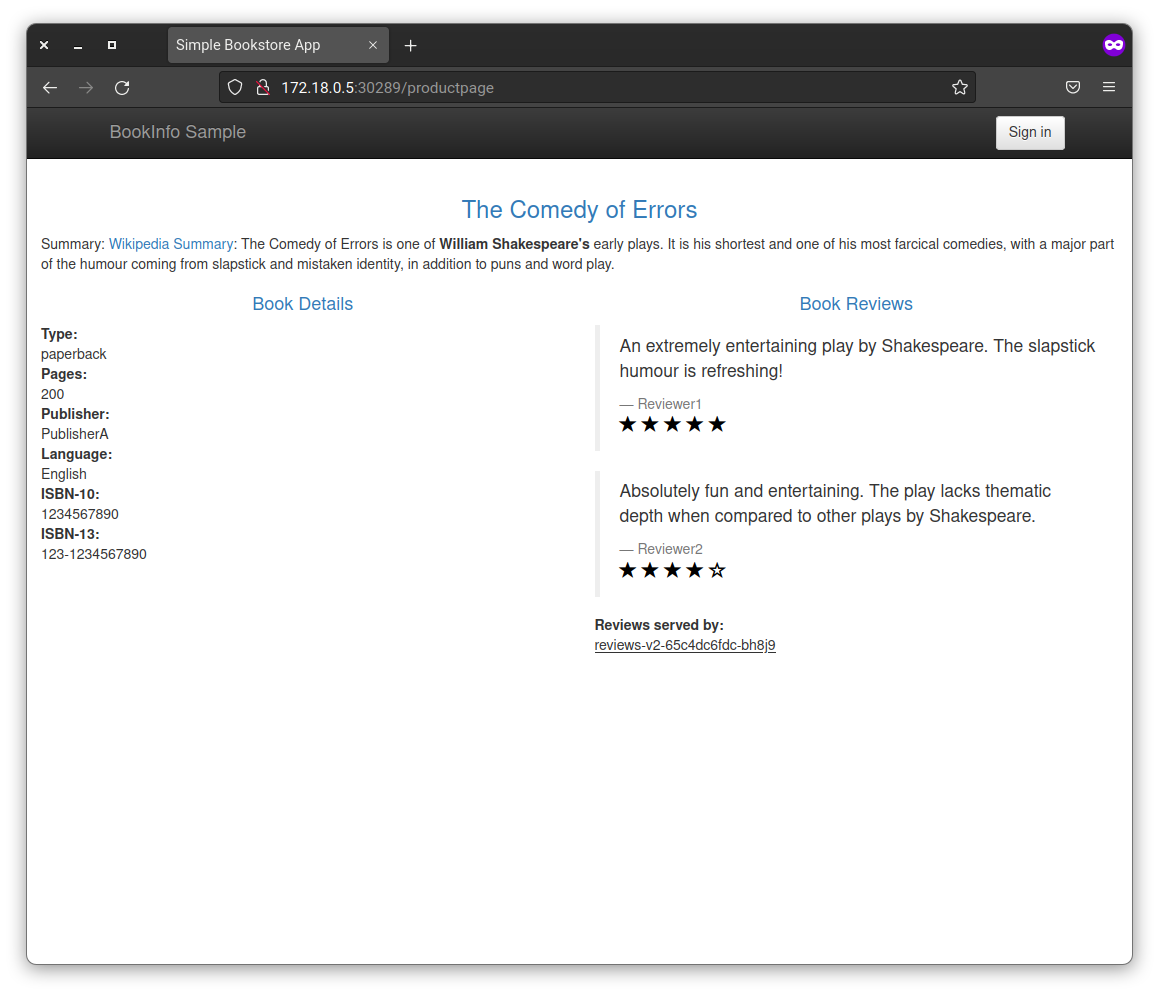 Simple Bookstore App
172.18.0.5:30289/productpage
BookInfo Sample
Sign in
The Comedy of Errors
Summary: Wikipedia Summary: The Comedy of Errors is one of William Shakespeare's early plays. It is his shortest and one of his most farcical comedies, with a major part
of the humour coming from slapstick and mistaken identity, in addition to puns and word play.
Book Details
Type:
paperback
Pages:
200
Publisher:
PublisherA
Language:
English
ISBN-10:
1234567890
ISBN-13:
123-1234567890
Book Reviews
An extremely entertaining play by Shakespeare. The slapstick
humour is refreshing!
— Reviewer1
★ ★ ★ ★ ★
Absolutely fun and entertaining. The play lacks thematic
depth when compared to other plays by Shakespeare.
— Reviewer2
★ ★ ★ ★ ☆
Reviews served by:
reviews-v2-65c4dc6fdc-bh8j9